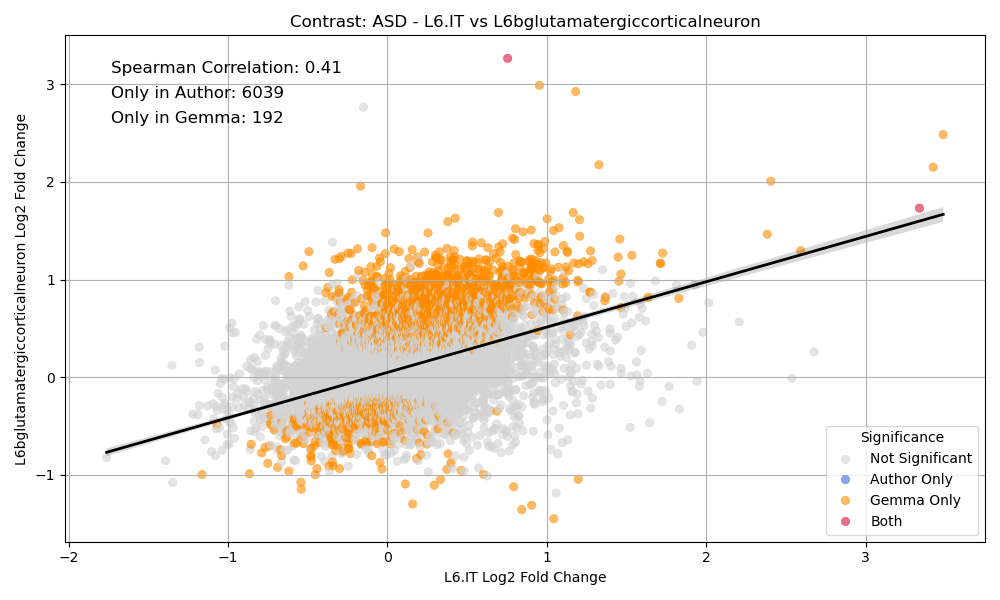 Contrast: ASD - L6.IT vs L6bglutamatergiccorticalneuron
Spearman Correlation: 0.41
Only in Author: 6039
Only in Gemma: 192
L6bglutamatergiccorticalneuron Log2 Fold Change
3
2
1
0
−1
−2
−1
0
1
2
3
L6.IT Log2 Fold Change
Significance
Not Significant
Author Only
Gemma Only
Both